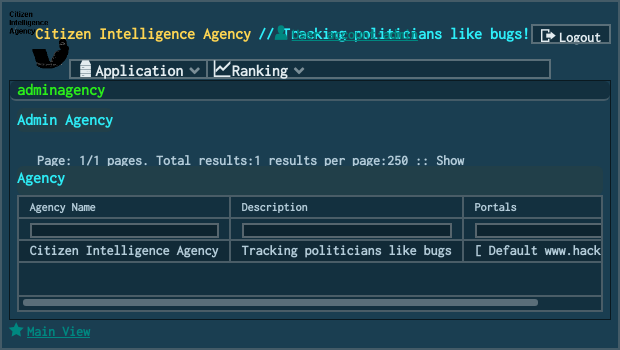 Citizen
Intelligence
Agency
Citizen Intelligence Agency // Tracking politicians like bugs!
Logout
Application
Ranking
adminagency
Admin Agency
Page: 1/1 pages. Total results:1 results per page:250 :: Show
Agency
Agency Name Description Portals
Citizen Intelligence Agency Tracking politicians like bugs [ Default www.hack
Main View